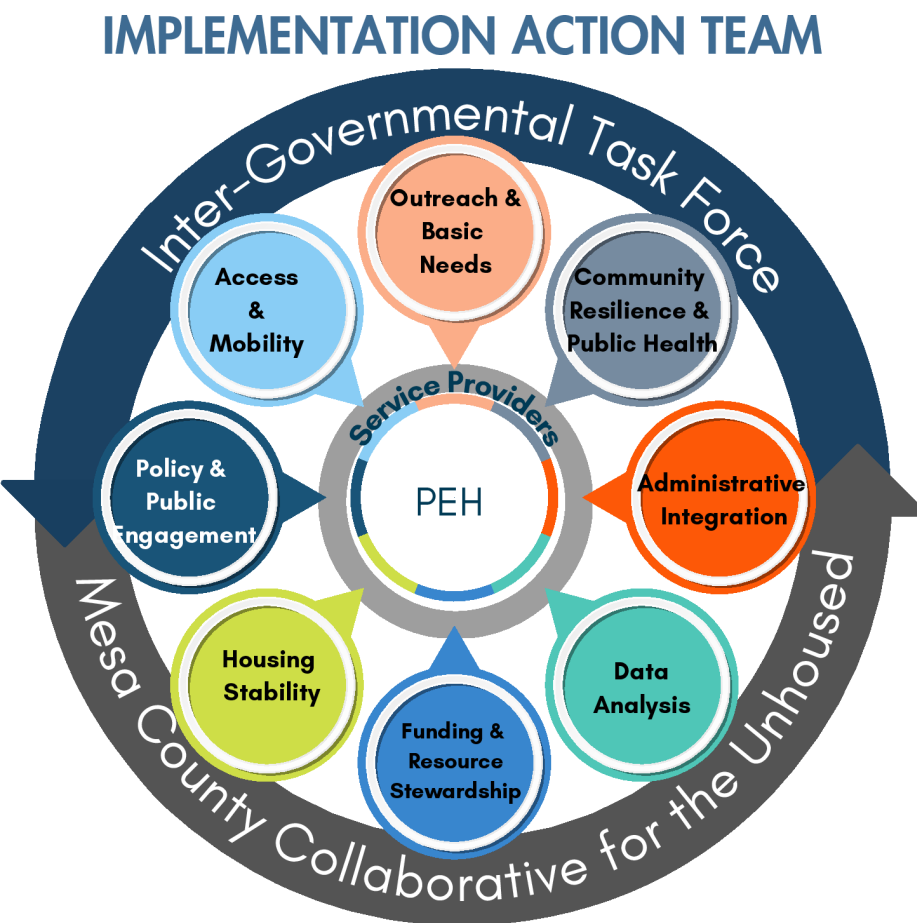 IMPLEMENTATION ACTION TEAM
Inter-Governmental Task Force
Outreach &
Basic
Needs
Access
&
Mobility
Community
Resilience &
Public Health
Service Providers
Policy &
Public
Engagement
PEH
Administrative
Integration
Housing
Stability
Data
Analysis
Funding &
Resource
Stewardship
Mesa County Collaborative for the Unhoused